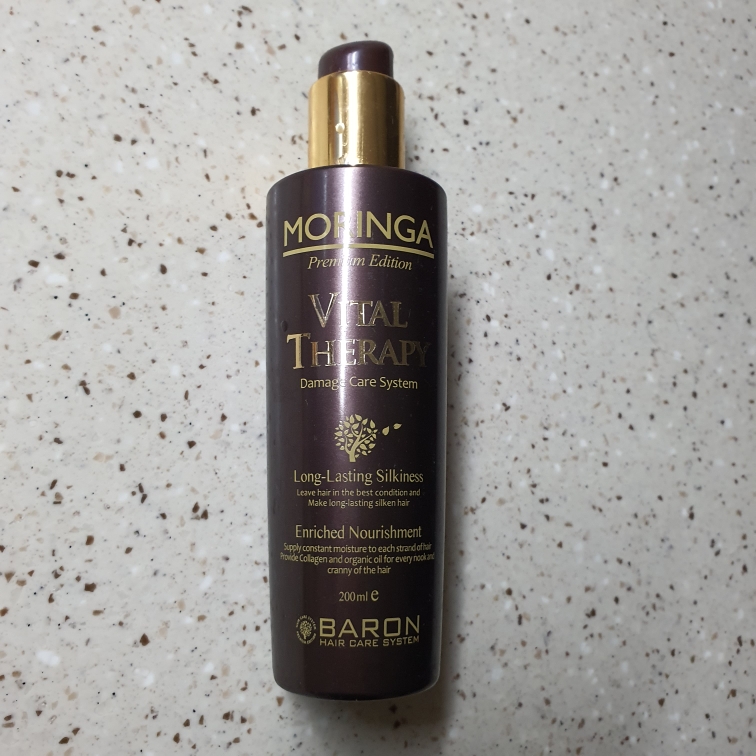 MORINGA
Premium Edition
VITAL
THERAPY
Damage Care System
Long-Lasting Silkiness
Leave hair in the best condition and
Make long-lasting silken hair
Enriched Nourishment
Supply constant moisture to each strand of hair
Provide Collagen and organic oil for every nook and
cranny of the hair
200ml e
BARON
HAIR CARE SYSTEM